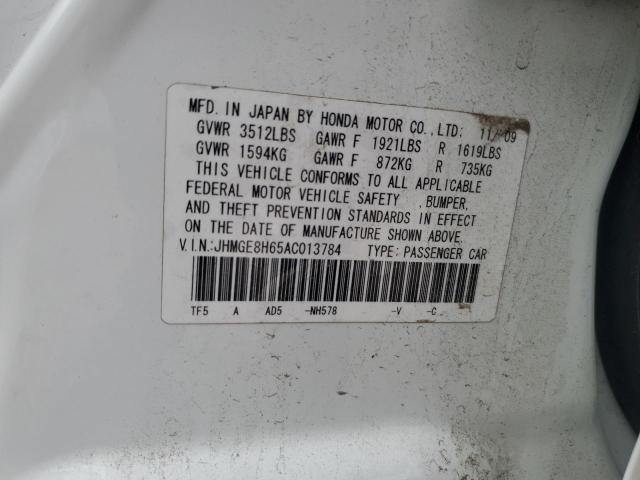 MFD. IN JAPAN BY HONDA MOTOR CO., LTD. 11/09
GVWR 3512LBS GAWR F 1921LBS R 1619LBS
GVWR 1594KG GAWR F 872KG R 735KG
THIS VEHICLE CONFORMS TO ALL APPLICABLE
FEDERAL MOTOR VEHICLE SAFETY , BUMPER,
AND THEFT PREVENTION STANDARDS IN EFFECT
ON THE DATE OF MANUFACTURE SHOWN ABOVE.
V.I.N.:JHMGE8H65AC013784 TYPE: PASSENGER CAR
TF5 A AD5 -NH578 -V -C